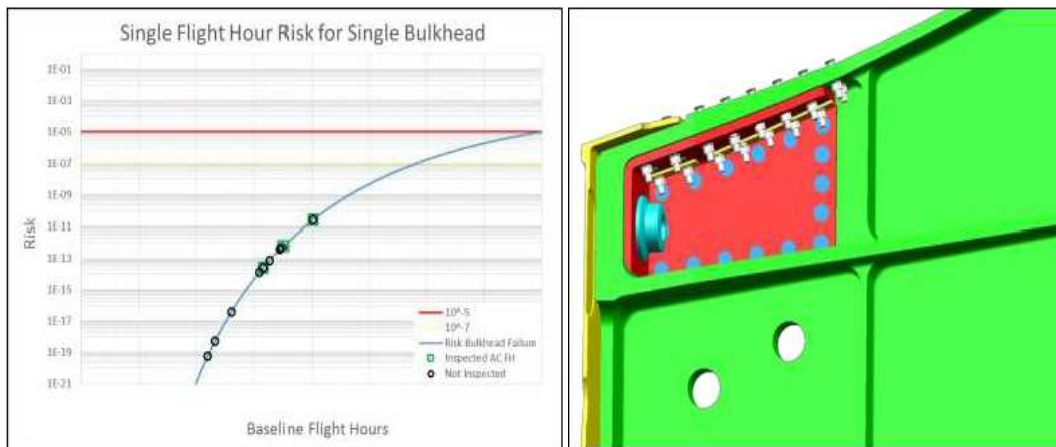 Single Flight Hour Risk for Single Bulkhead
1E-01
1E-03
1E-05
1E-07
1E-09
1E-11
1E-13
1E-15
1E-17
1E-19
1E-21
Risk
10^-5
10^-7
Risk Bulkhead Failure
Inspected AC FH
Not Inspected
Baseline Flight Hours